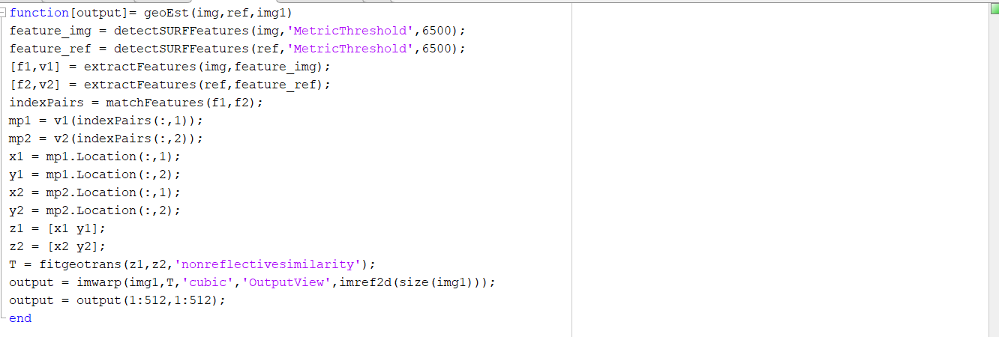 function[output]= geoEst(img,ref,img1)
feature_img = detectSURFFeatures(img,'MetricThreshold',6500);
feature_ref = detectSURFFeatures(ref,'MetricThreshold',6500);
[f1,v1] = extractFeatures(img,feature_img);
[f2,v2] = extractFeatures(ref,feature_ref);
indexPairs = matchFeatures(f1,f2);
mp1 = v1(indexPairs(:,1));
mp2 = v2(indexPairs(:,2));
x1 = mp1.Location(:,1);
y1 = mp1.Location(:,2);
x2 = mp2.Location(:,1);
y2 = mp2.Location(:,2);
z1 = [x1 y1];
z2 = [x2 y2];
T = fitgeotrans(z1,z2,'nonreflectivesimilarity');
output = imwarp(img1,T,'cubic','OutputView',imref2d(size(img1)));
output = output(1:512,1:512);
end